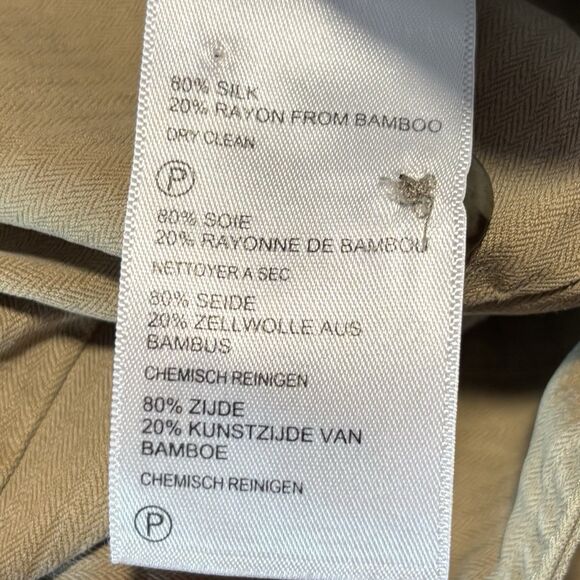 80% SILK
20% RAYON FROM BAMBOO
DRY CLEAN
P
80% SOIE
20% RAYONNE DE BAMBOU
NETTOYER A SEC
80% SEIDE
20% ZELLWOLLE AUS
BAMBUS
CHEMISCH REINIGEN
80% ZIJDE
20% KUNSTZIJDE VAN
BAMBOE
CHEMISCH REINIGEN
P